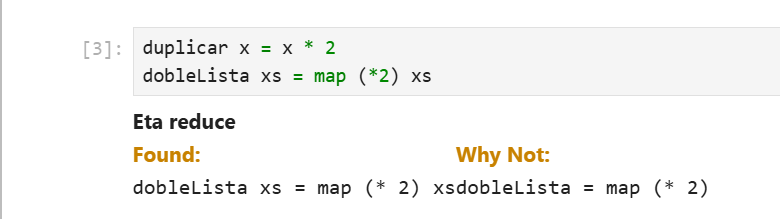 [3]: duplicar x = x * 2
dobleLista xs = map (*2) xs
Eta reduce
Found: Why Not:
dobleLista xs = map (* 2) xsdobleLista = map (* 2)